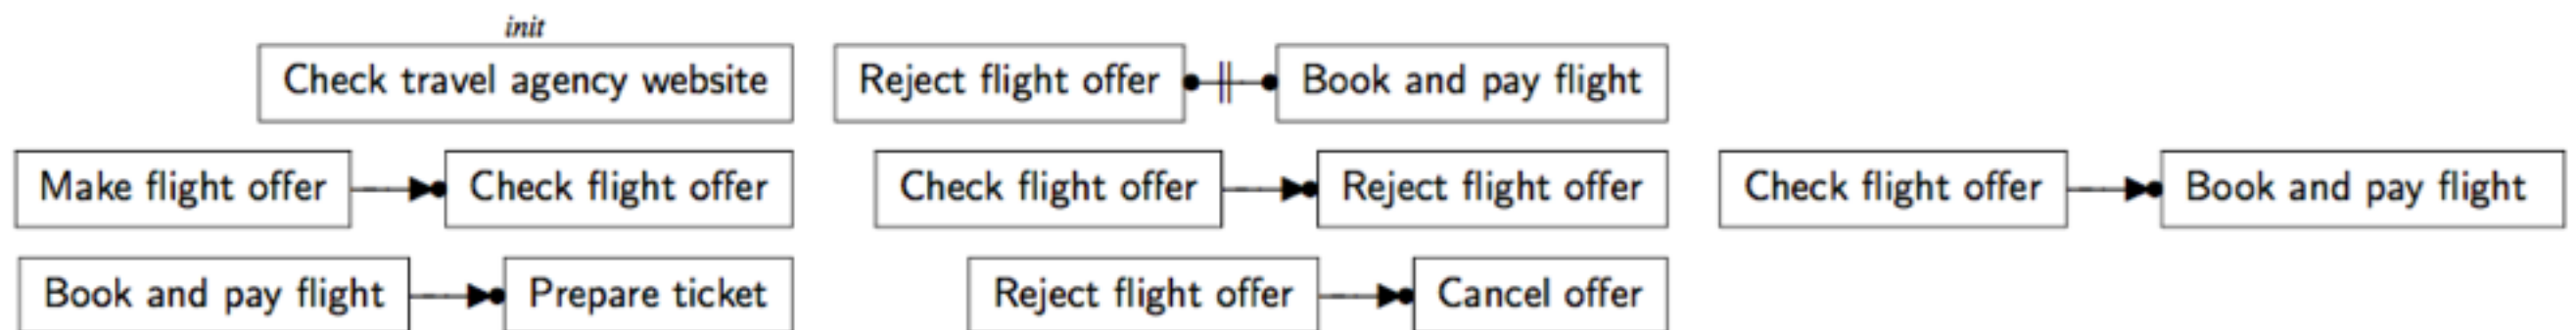 init
Check travel agency website Reject flight offer Book and pay flight
Make flight offer Check flight offer Check flight offer Reject flight offer Check flight offer Book and pay flight
Book and pay flight Prepare ticket Reject flight offer Cancel offer